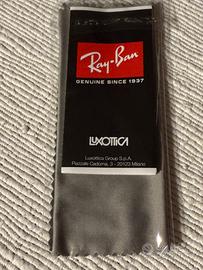 Ray-Ban
GENUINE SINCE 1937
LUXOTTICA
Luxottica Group S.p.A.
Piazzale Cadorna, 3 - 20123 Milano